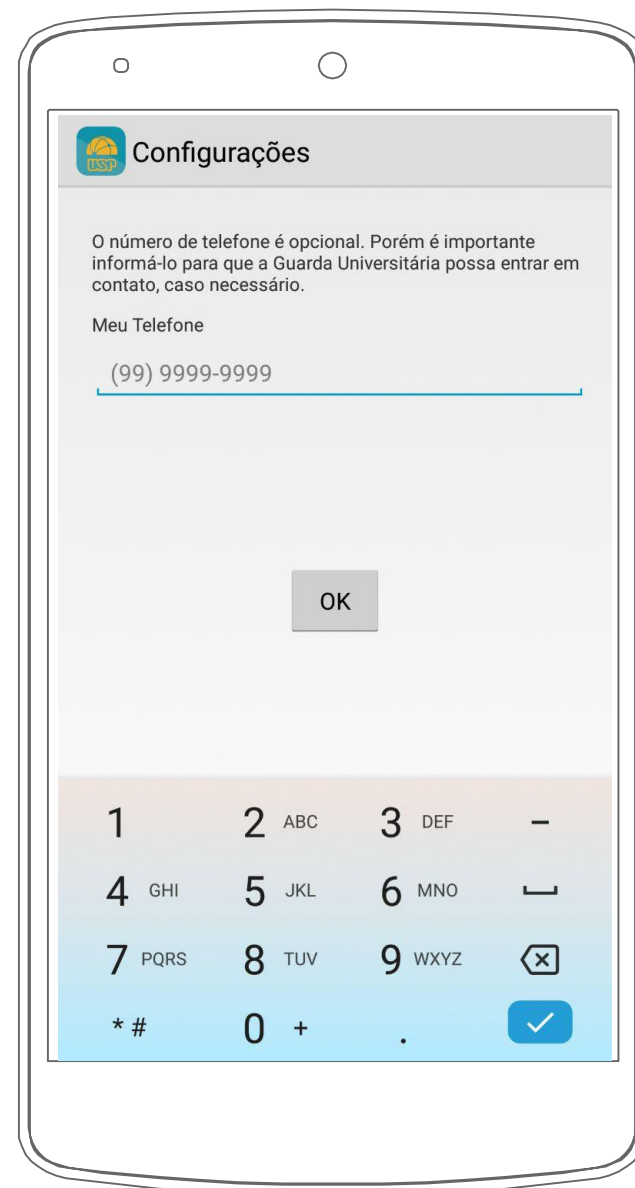 USP
Configurações
O número de telefone é opcional. Porém é importante
informá-lo para que a Guarda Universitária possa entrar em
contato, caso necessário.
Meu Telefone
(99) 9999-9999
OK
1 2 ABC 3 DEF -
4 GHI 5 JKL 6 MNO
7 PQRS 8 TUV 9 WXYZ
* # 0 + .